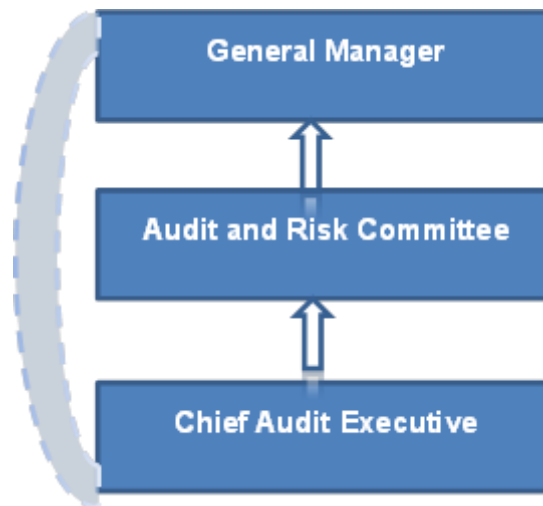 General Manager
Audit and Risk Committee
Chief Audit Executive